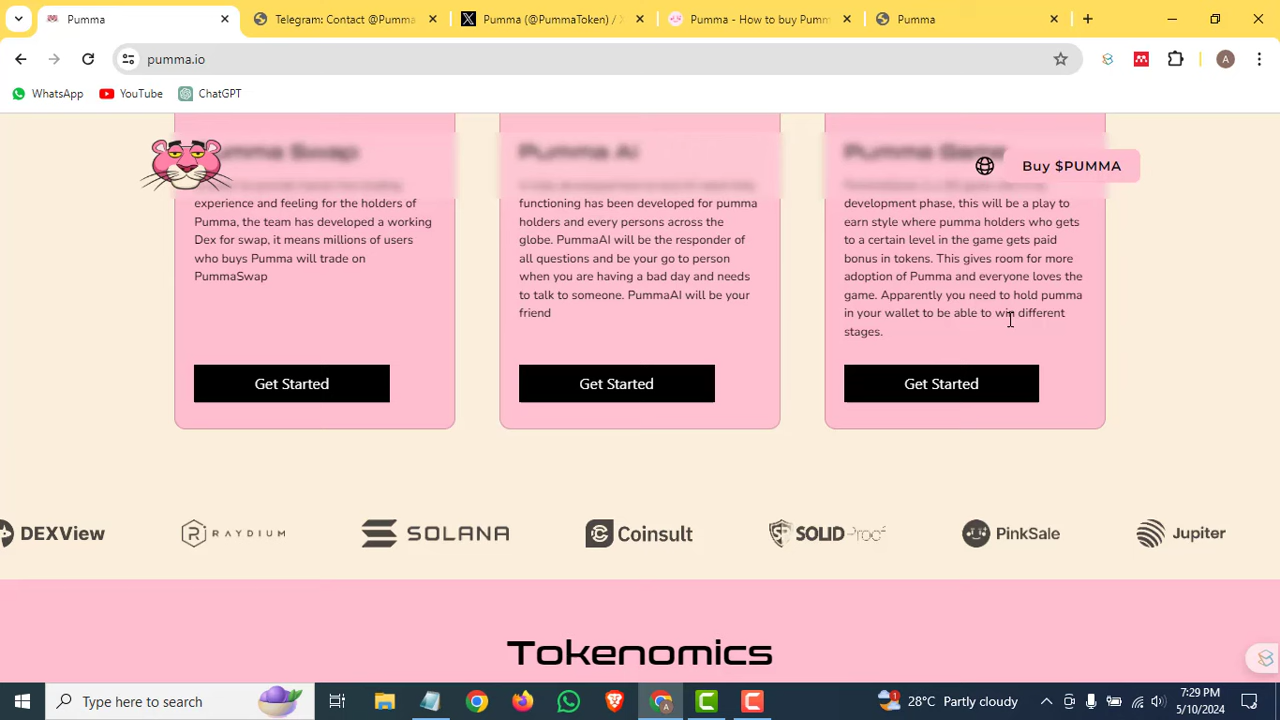 Pumma
Telegram: Contact @Pumma
Pumma (@PummaToken) / X
Pumma - How to buy Pumm
Pumma
pumma.io
A
WhatsApp
YouTube
ChatGPT
Buy $PUMMA
Pumma Swap
experience and feeling for the holders of
Pumma, the team has developed a working
Dex for swap, it means millions of users
who buys Pumma will trade on
PummaSwap
Get Started
Pumma AI
functioning has been developed for pumma
holders and every persons across the
globe. PummaAI will be the responder of
all questions and be your go to person
when you are having a bad day and needs
to talk to someone. PummaAI will be your
friend
Get Started
Pumma Game
development phase, this will be a play to
earn style where pumma holders who gets
to a certain level in the game gets paid
bonus in tokens. This gives room for more
adoption of Pumma and everyone loves the
game. Apparently you need to hold pumma
in your wallet to be able to win different
stages.
Get Started
DEXView
RAYDIUM
SOLANA
Coinsult
SOLIDProof
PinkSale
Jupiter
Tokenomics
Type here to search
A
1
28°C Partly cloudy
7:29 PM
5/10/2024